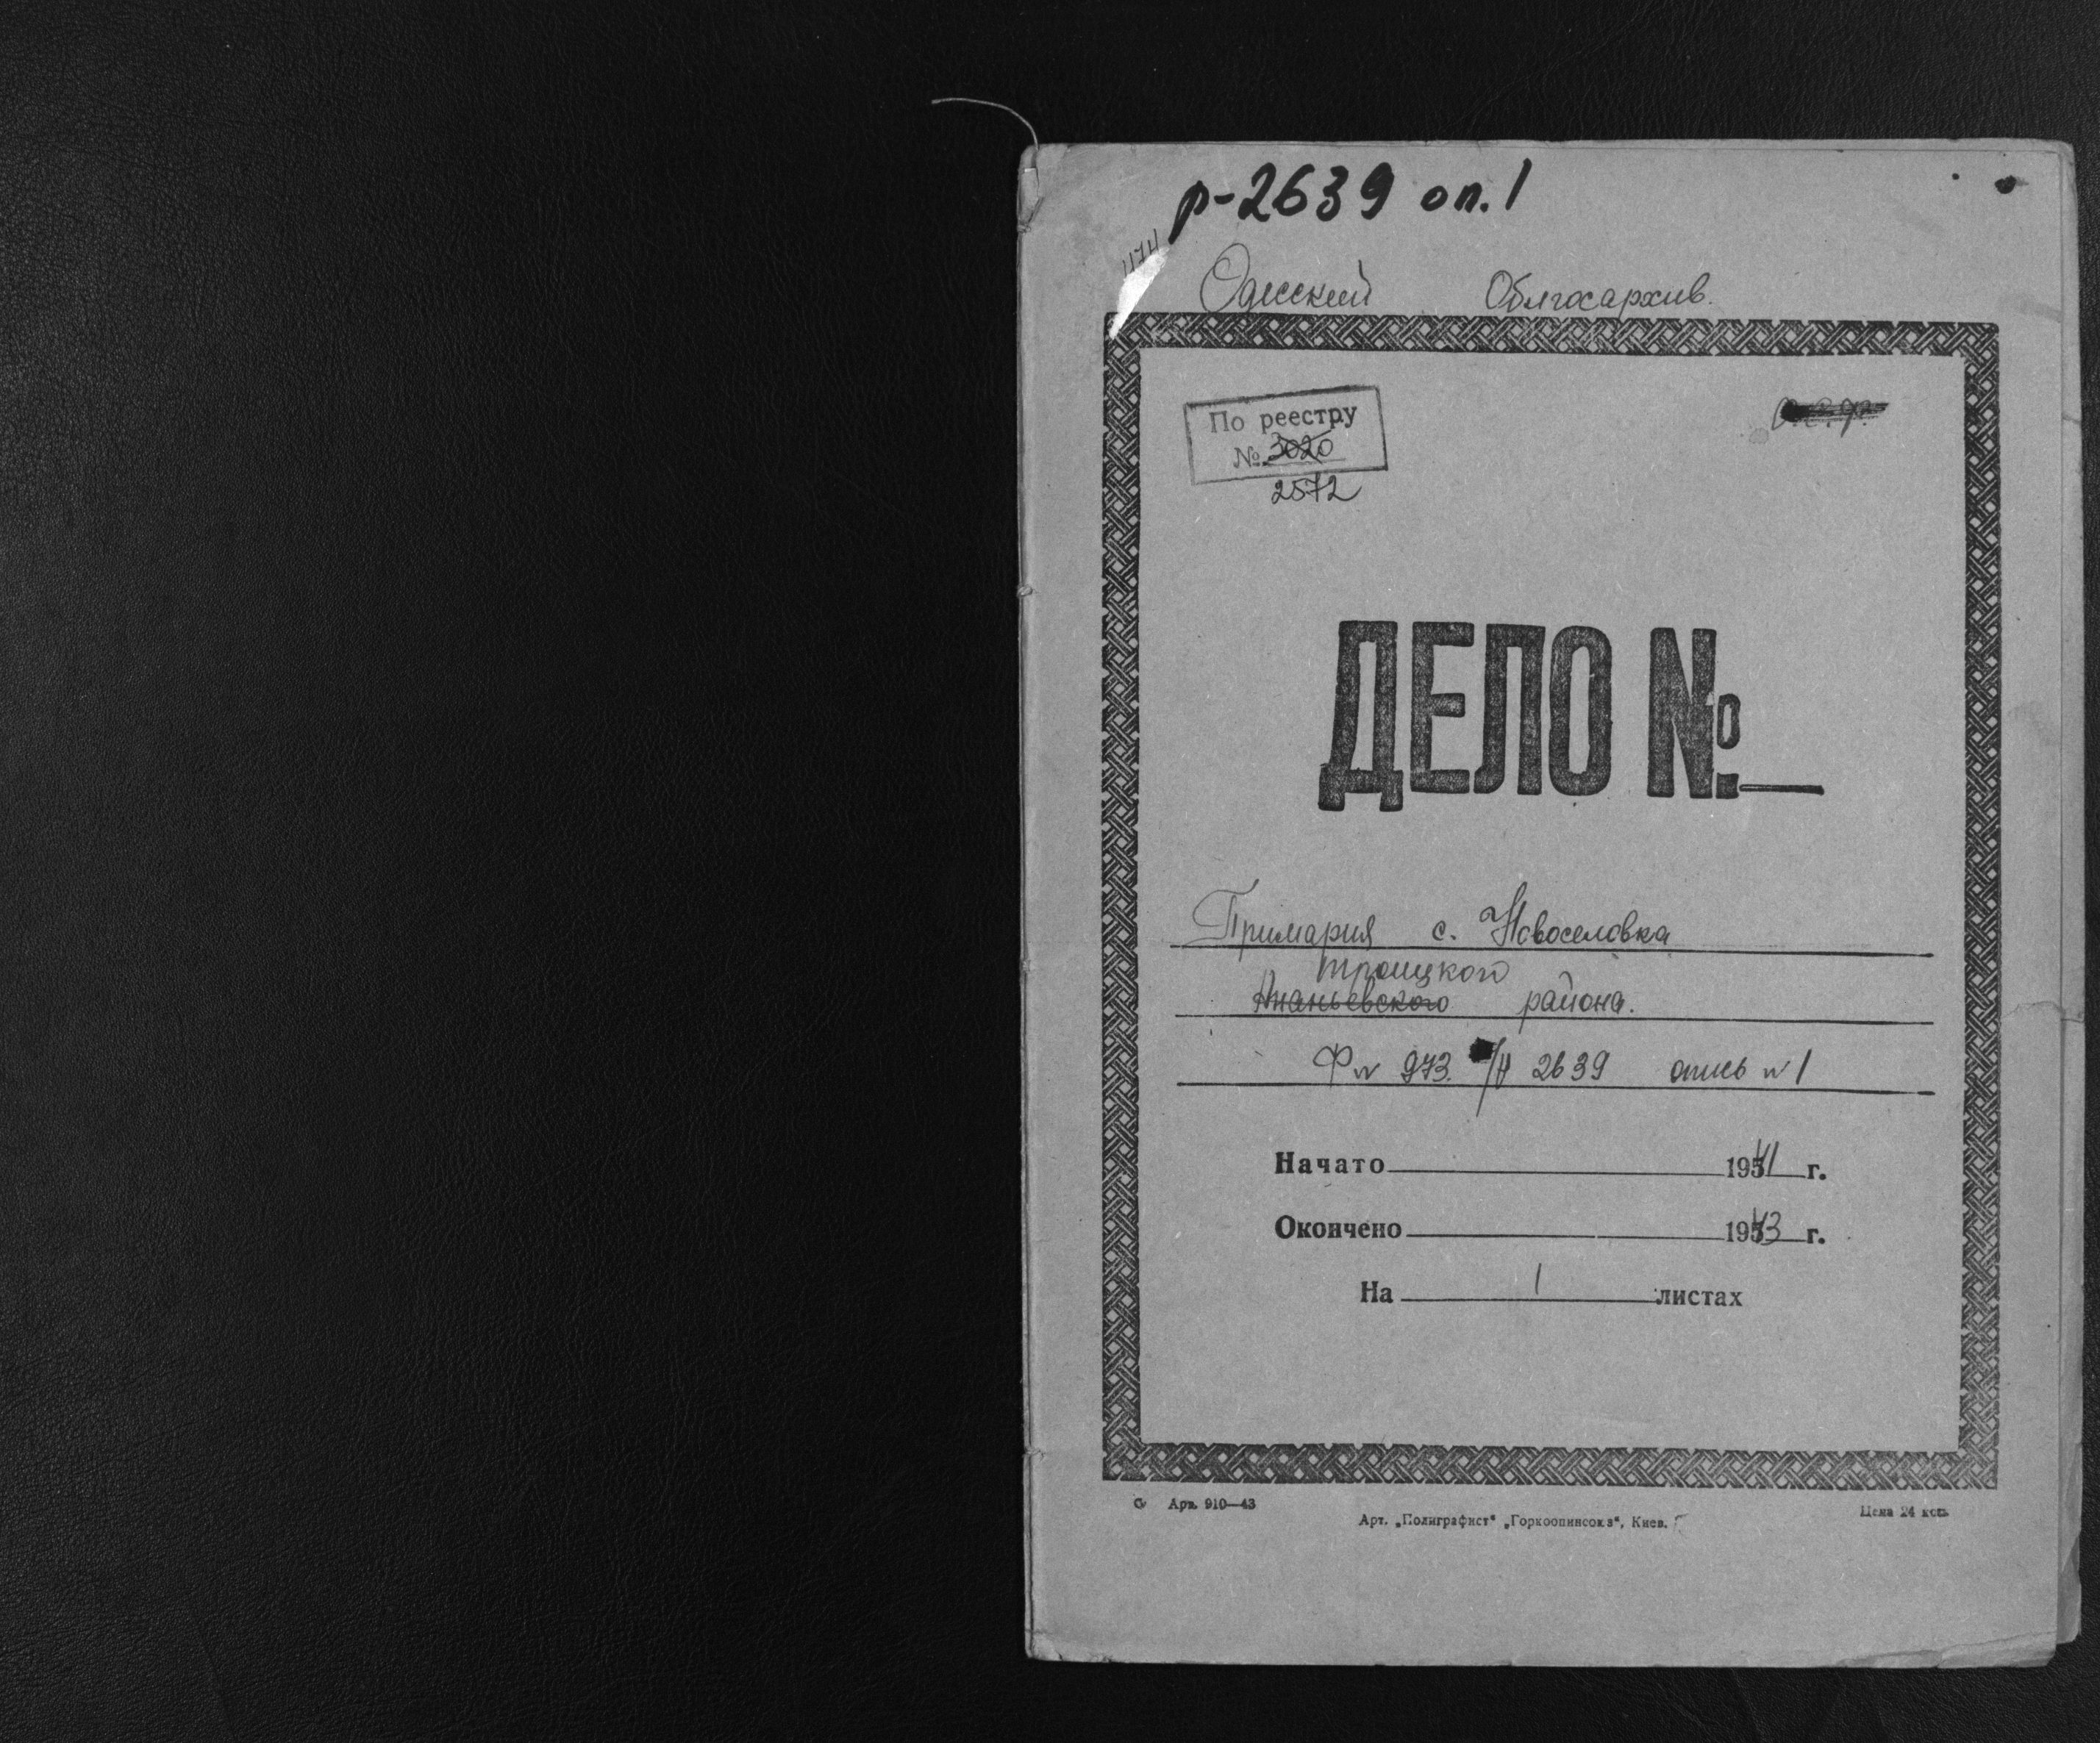 р-2639 оп.1
Одесский Облгосархив.
По реестру
№ 3020
2572
ДЕЛО №
Примария с. Новоселовка
троицкого
Ананьевского района.
Ф № 973. 2639 опись № 1
Начато 1941 г.
Окончено 1943 г.
На 1 листах
Арт. 910—43
Арт. „Полиграфист“ „Горкоопинсоюз“, Киев.
Цена 24 коп.